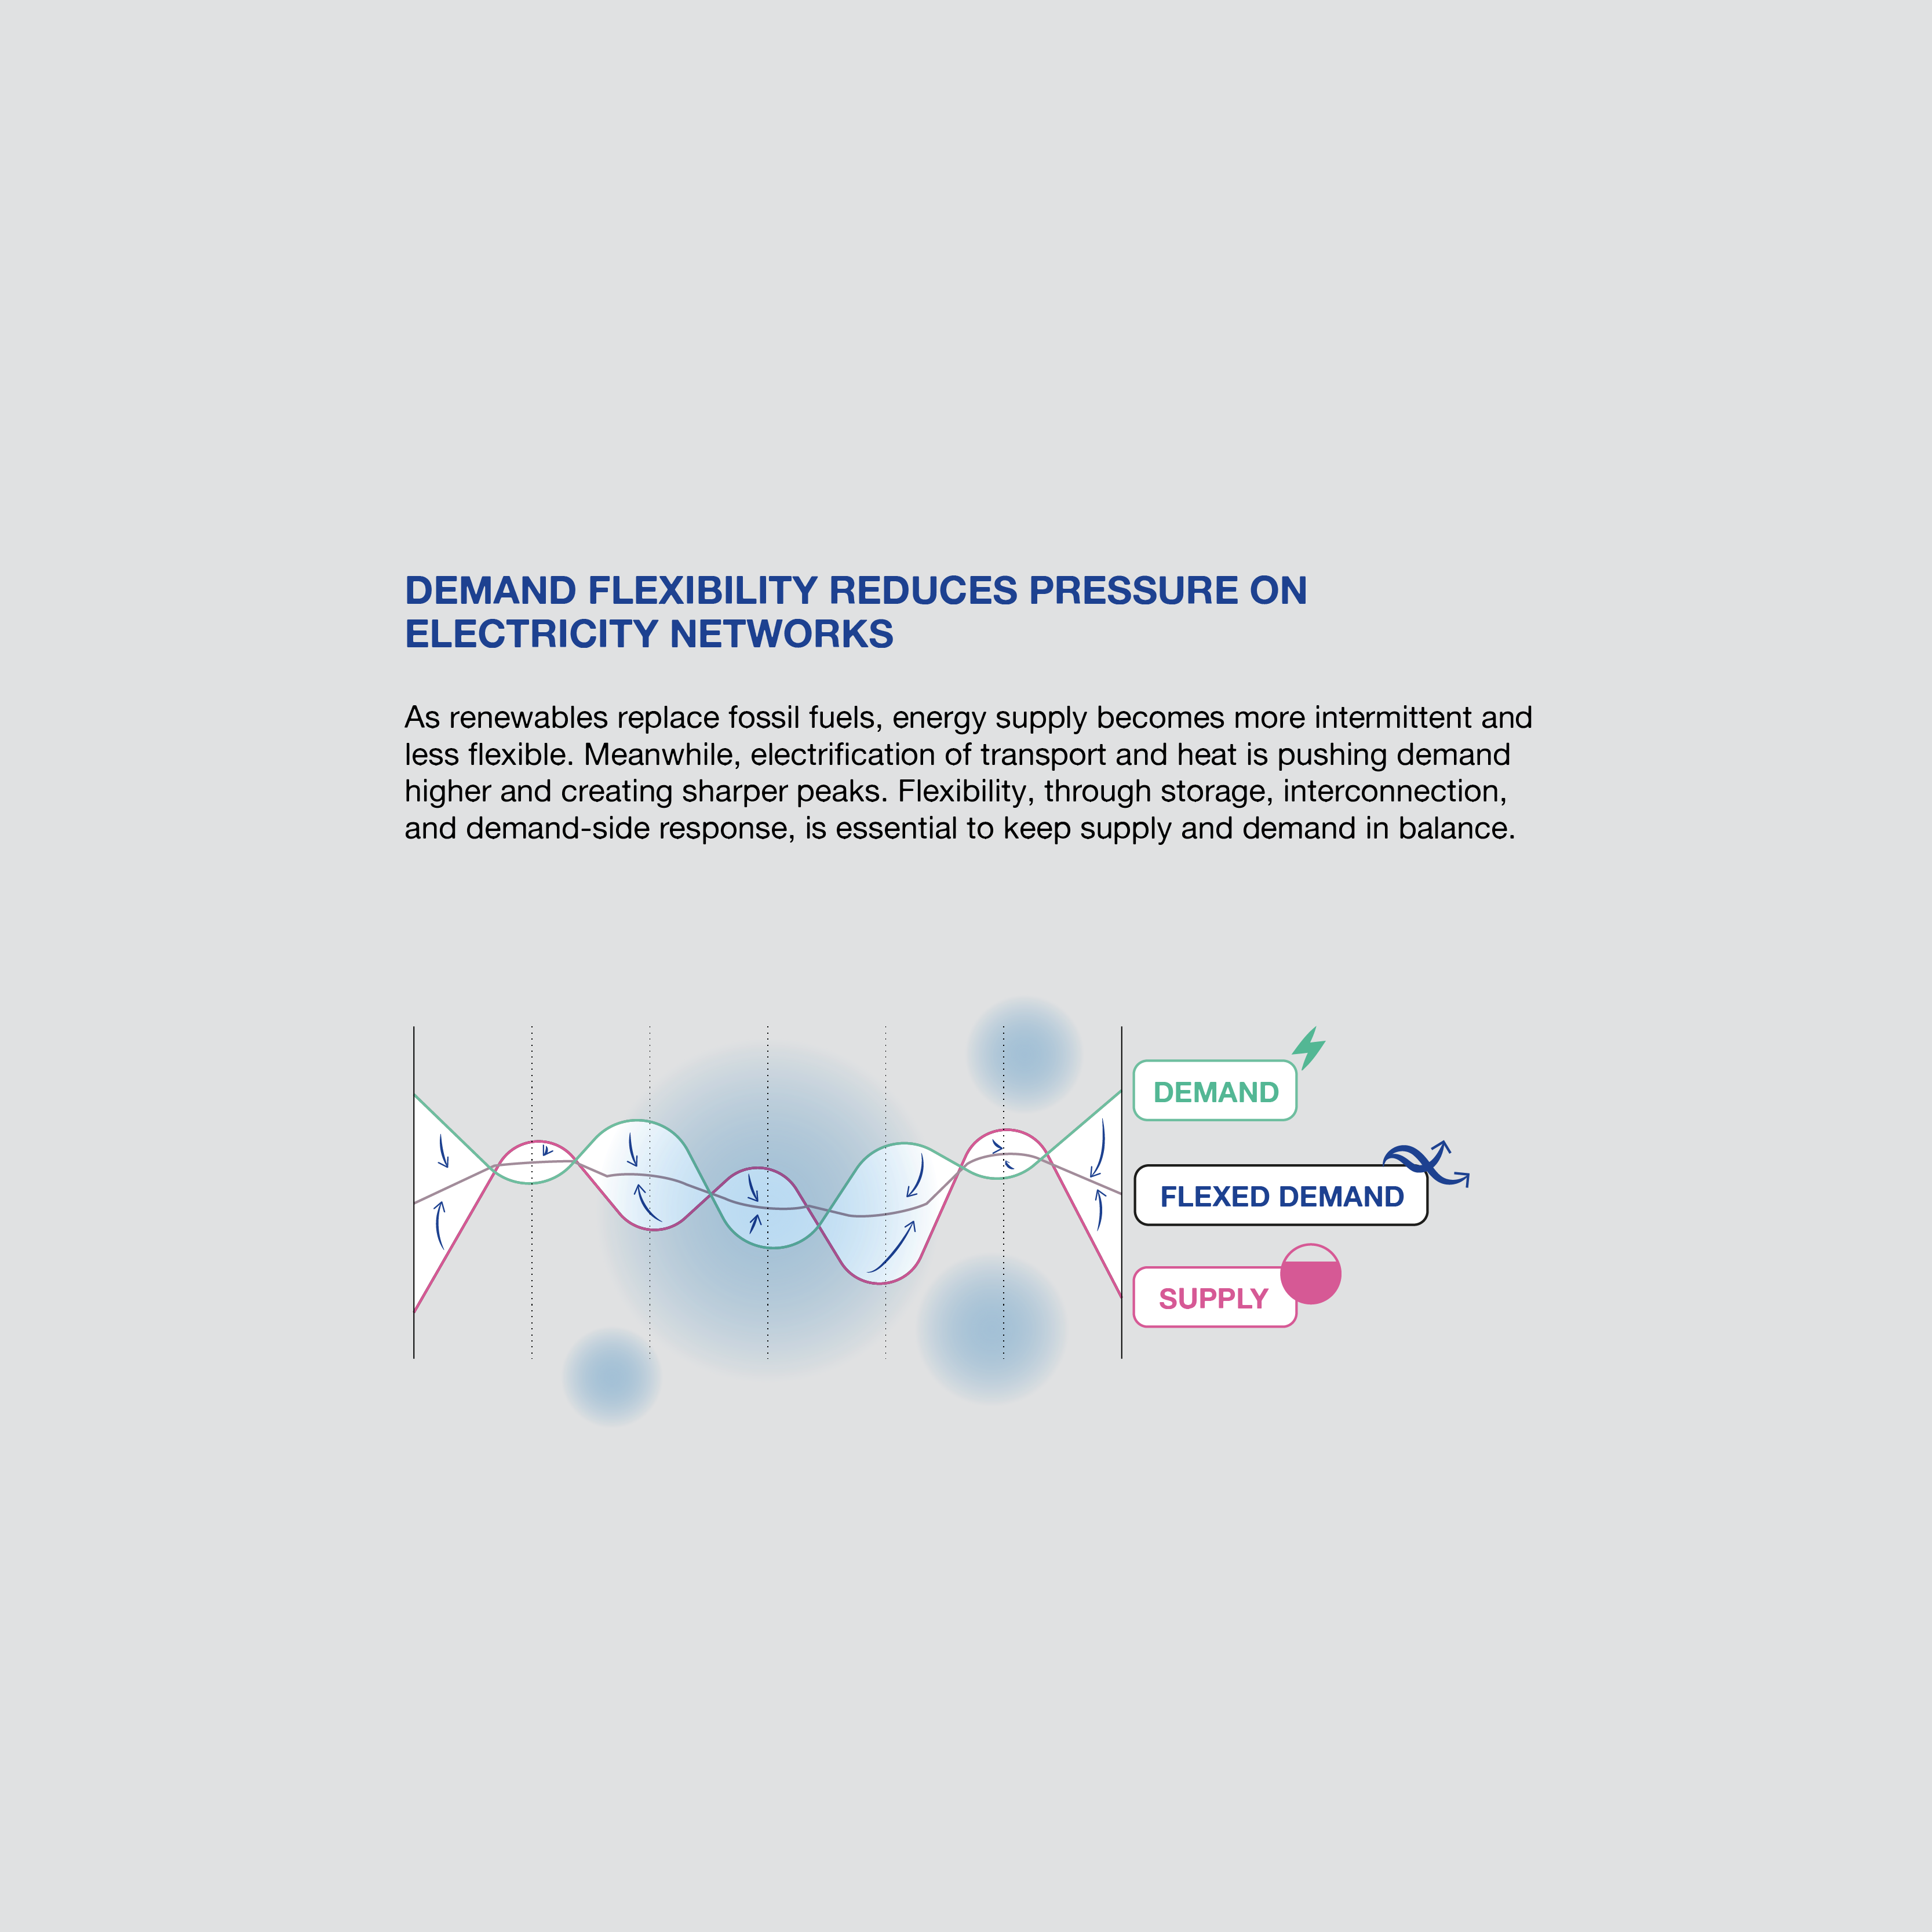 DEMAND FLEXIBILITY REDUCES PRESSURE ON
ELECTRICITY NETWORKS
As renewables replace fossil fuels, energy supply becomes more intermittent and
less flexible. Meanwhile, electrification of transport and heat is pushing demand
higher and creating sharper peaks. Flexibility, through storage, interconnection,
and demand-side response, is essential to keep supply and demand in balance.
DEMAND
FLEXED DEMAND
SUPPLY